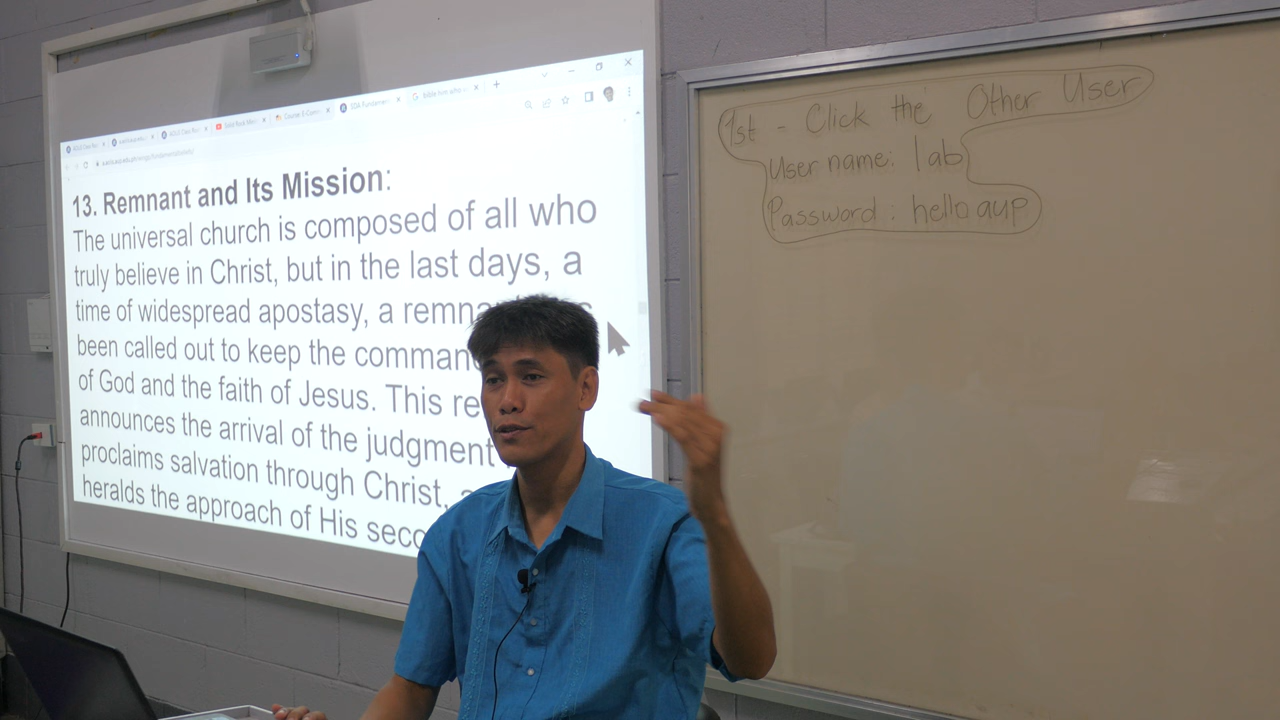 SDA Fundamen
13. Remnant and Its Mission:
The universal church is composed of all who
truly believe in Christ, but in the last days, a
time of widespread apostasy, a remna
been called out to keep the comman
of God and the faith of Jesus. This re
announces the arrival of the judgment
proclaims salvation through Christ,
heralds the approach of His seco
1st - Click the Other User
User name: lab
Password: helloaup